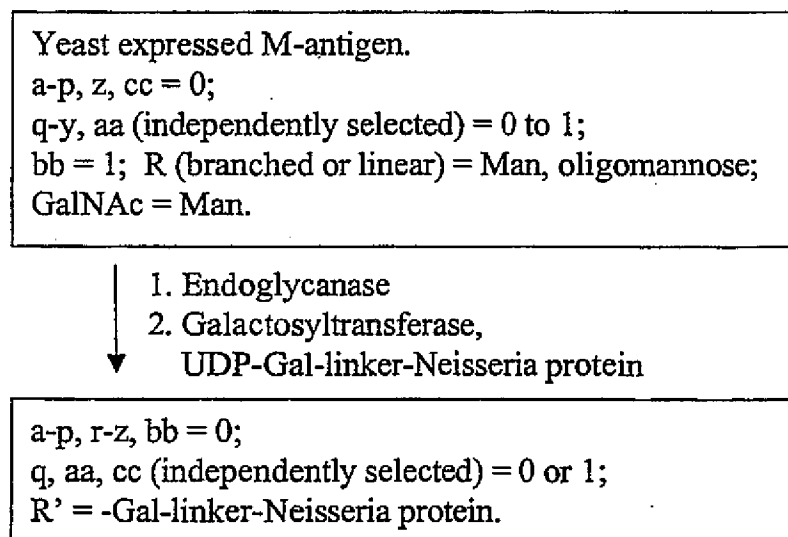 Yeast expressed M-antigen.
a-p, z, cc = 0;
q-y, aa (independently selected) = 0 to 1;
bb = 1; R (branched or linear) = Man, oligomannose;
GalNAc = Man.
1. Endoglycanase
2. Galactosyltransferase,
UDP-Gal-linker-Neisseria protein
a-p, r-z, bb = 0;
q, aa, cc (independently selected) = 0 or 1;
R’ = -Gal-linker-Neisseria protein.